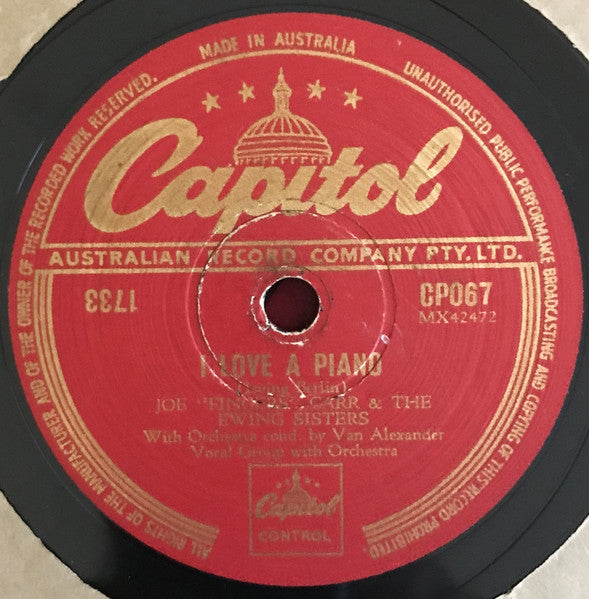 MADE IN AUSTRALIA
ALL RIGHTS OF THE MANUFACTURER AND OF THE OWNER OF THE RECORDED WORK RESERVED.
UNAUTHORISED PUBLIC PERFORMANCE BROADCASTING AND COPYING OF THIS RECORD PROHIBITED.
Capitol
AUSTRALIAN RECORD COMPANY PTY. LTD.
1733
CP067
MX42472
I LOVE A PIANO
(Irving Berlin)
JOE "FINGERS" CARR & THE
EWING SISTERS
With Orchestra cond. by Van Alexander
Vocal Group with Orchestra
Capitol
CONTROL